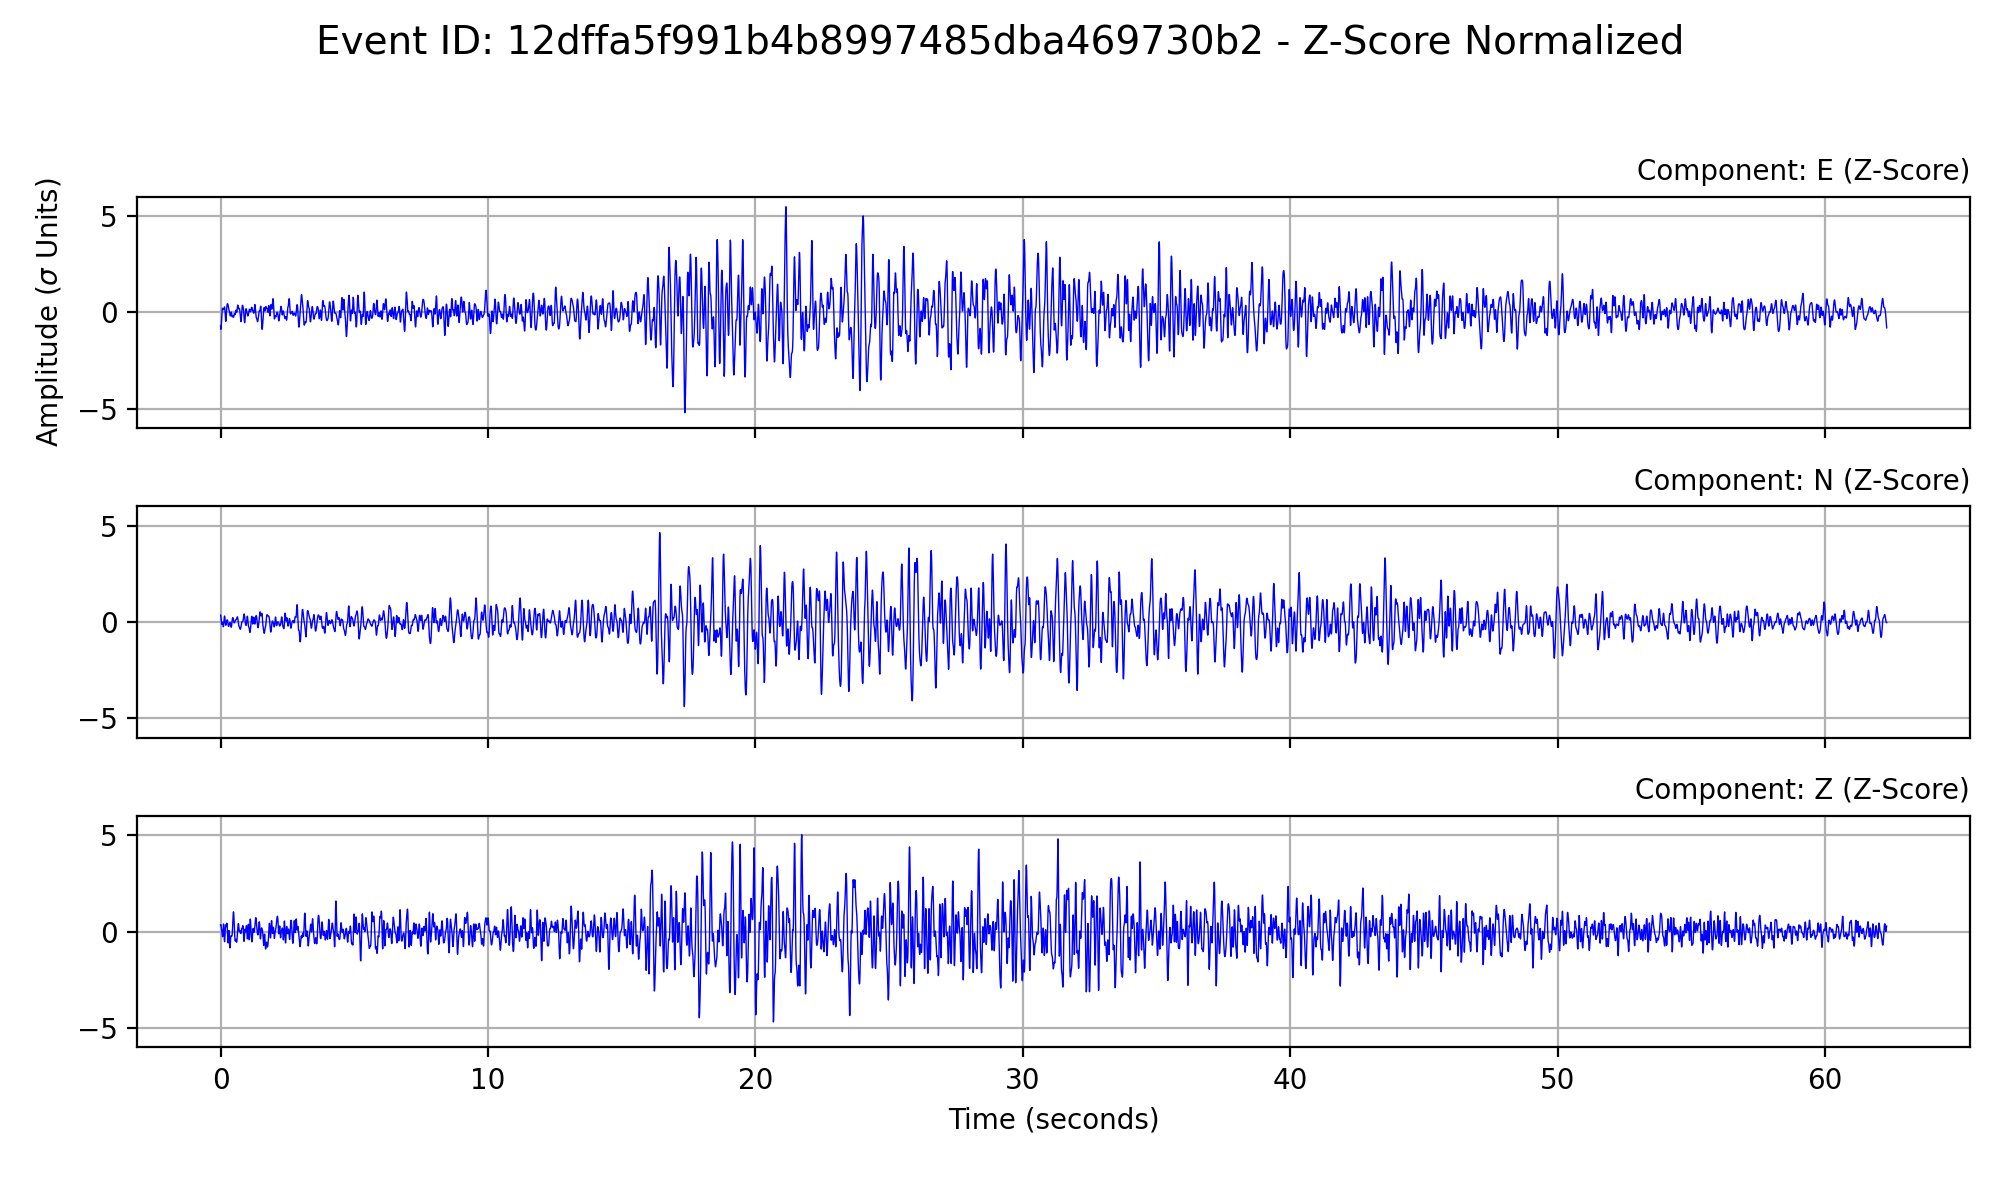 Event ID: 12dffa5f991b4b8997485dba469730b2 - Z-Score Normalized
Component: E (Z-Score)
Amplitude (σ Units)
5
0
−5
Component: N (Z-Score)
5
0
−5
Component: Z (Z-Score)
5
0
−5
0 10 20 30 40 50 60
Time (seconds)